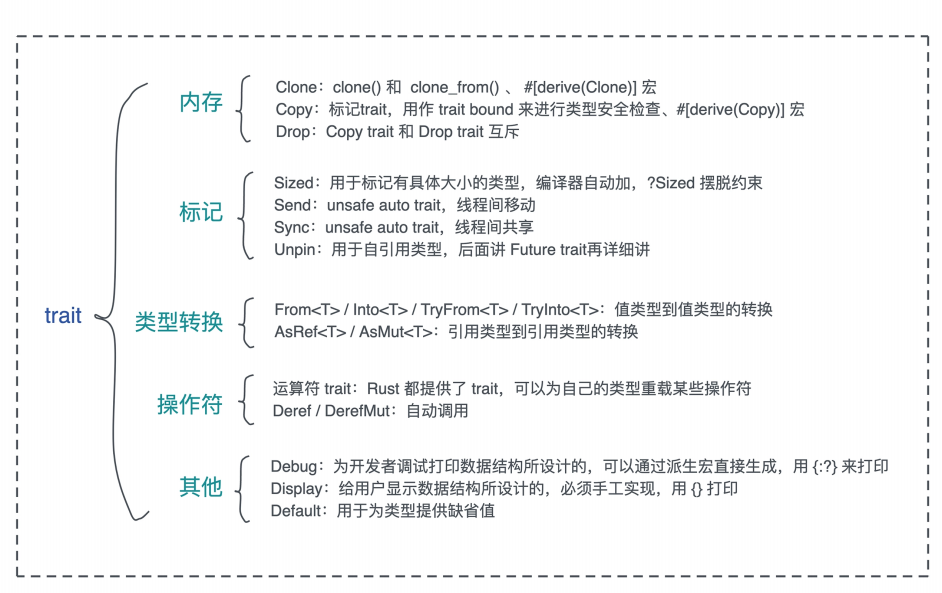 内存
Clone：clone() 和 clone_from() 、 #[derive(Clone)] 宏
Copy：标记trait，用作 trait bound 来进行类型安全检查、#[derive(Copy)] 宏
Drop：Copy trait 和 Drop trait 互斥
标记
Sized：用于标记有具体大小的类型，编译器自动加，?Sized 摆脱约束
Send：unsafe auto trait，线程间移动
Sync：unsafe auto trait，线程间共享
Unpin：用于自引用类型，后面讲 Future trait再详细讲
trait
类型转换
From<T> / Into<T> / TryFrom<T> / TryInto<T>：值类型到值类型的转换
AsRef<T> / AsMut<T>：引用类型到引用类型的转换
操作符
运算符 trait：Rust 都提供了 trait，可以为自己的类型重载某些操作符
Deref / DerefMut：自动调用
其他
Debug：为开发者调试打印数据结构所设计的，可以通过派生宏直接生成，用 {:?} 来打印
Display：给用户显示数据结构所设计的，必须手工实现，用 {} 打印
Default：用于为类型提供缺省值